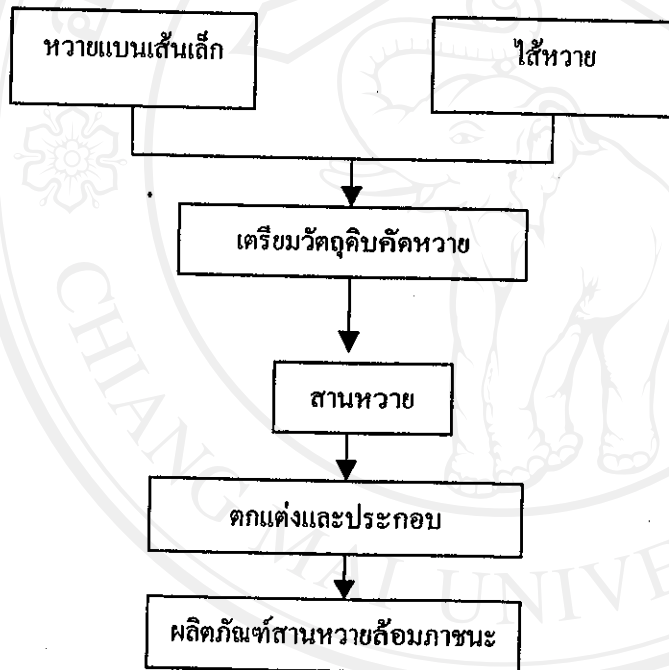 หวายแบนเส้นเล็ก
ไส้หวาย
เตรียมวัตถุดิบคัดหวาย
สานหวาย
ตกแต่งและประกอบ
ผลิตภัณฑ์สานหวายล้อมภาชนะ
CHIANG MAI UNIVE